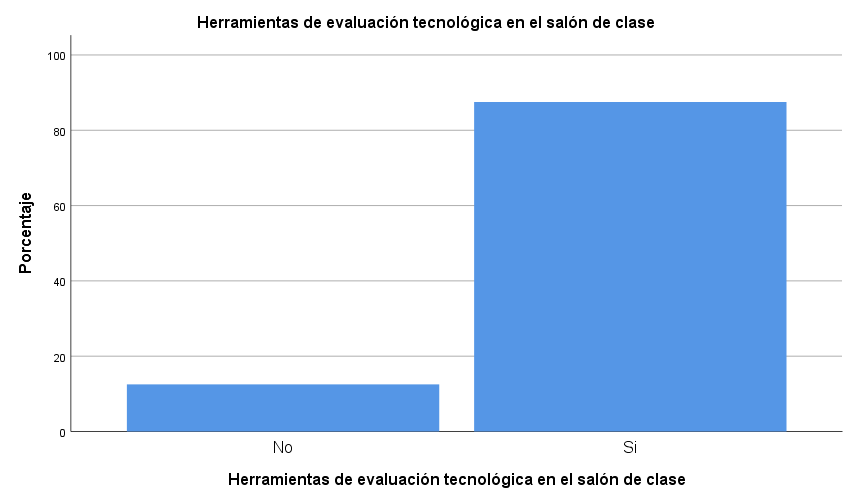 Herramientas de evaluación tecnológica en el salón de clase
100
80
60
40
20
0
Porcentaje
No
Si
Herramientas de evaluación tecnológica en el salón de clase